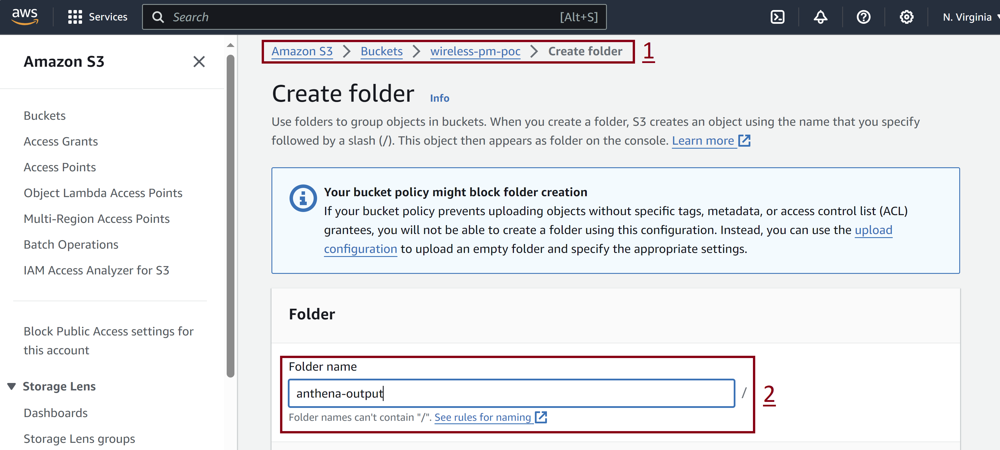 aws
Services
Search
[Alt+S]
N. Virginia
Amazon S3
Buckets
Access Grants
Access Points
Object Lambda Access Points
Multi-Region Access Points
Batch Operations
IAM Access Analyzer for S3
Block Public Access settings for
this account
Storage Lens
Dashboards
Storage Lens groups
Amazon S3 > Buckets > wireless-pm-poc > Create folder
1
Create folder Info
Use folders to group objects in buckets. When you create a folder, S3 creates an object using the name that you specify
followed by a slash (/). This object then appears as folder on the console. Learn more
Your bucket policy might block folder creation
If your bucket policy prevents uploading objects without specific tags, metadata, or access control list (ACL)
grantees, you will not be able to create a folder using this configuration. Instead, you can use the upload
configuration to upload an empty folder and specify the appropriate settings.
Folder
Folder name
anthena-output /
2
Folder names can't contain "/". See rules for naming